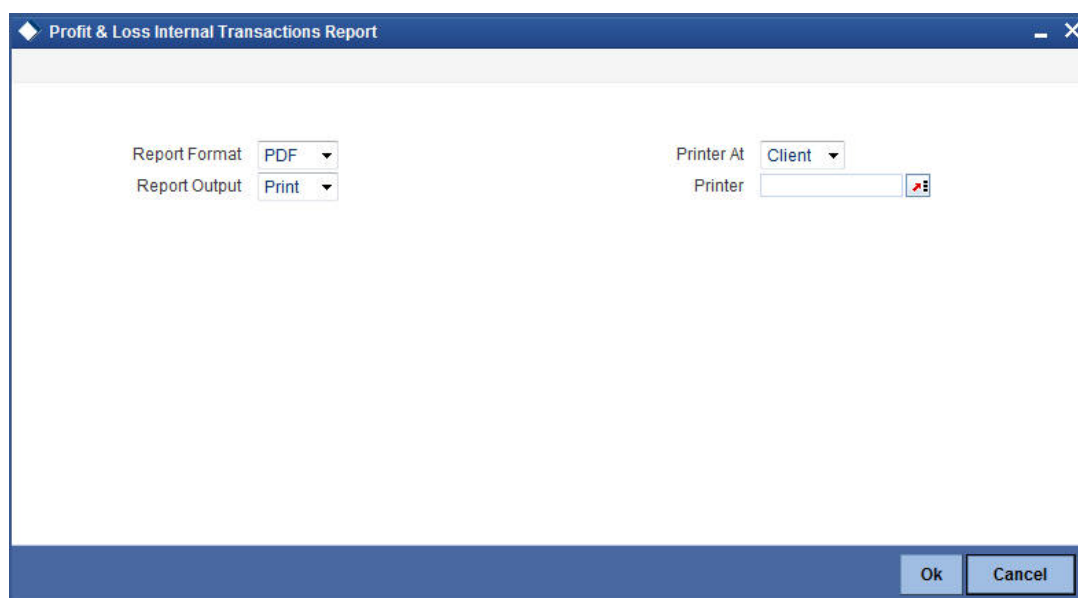 Profit & Loss Internal Transactions Report
Report Format PDF Printer At Client
Report Output Print Printer
Ok Cancel